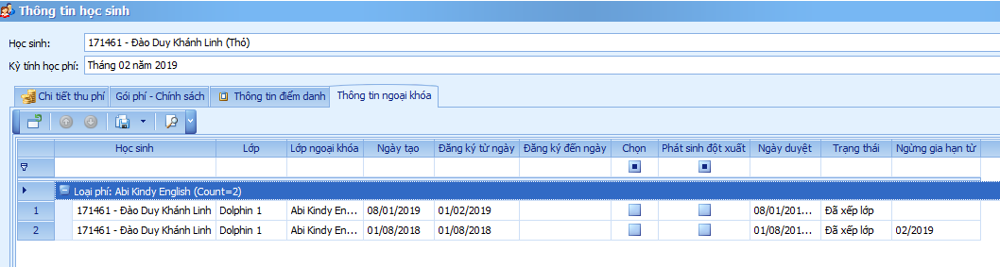 Thông tin học sinh
Học sinh: 171461 - Đào Duy Khánh Linh (Thỏ)
Kỳ tính học phí: Tháng 02 năm 2019
Chi tiết thu phí Gói phí - Chính sách Thông tin điểm danh Thông tin ngoại khóa
Học sinh Lớp Lớp ngoại khóa Ngày tạo Đăng ký từ ngày Đăng ký đến ngày Chọn Phát sinh đột xuất Ngày duyệt Trạng thái Ngừng gia hạn từ
Loại phí: Abi Kindy English (Count=2)
1 171461 - Đào Duy Khánh Linh Dolphin 1 Abi Kindy En... 08/01/2019 01/02/2019 08/01/201... Đã xếp lớp
2 171461 - Đào Duy Khánh Linh Dolphin 1 Abi Kindy En... 01/08/2018 01/08/2018 01/08/201... Đã xếp lớp 02/2019